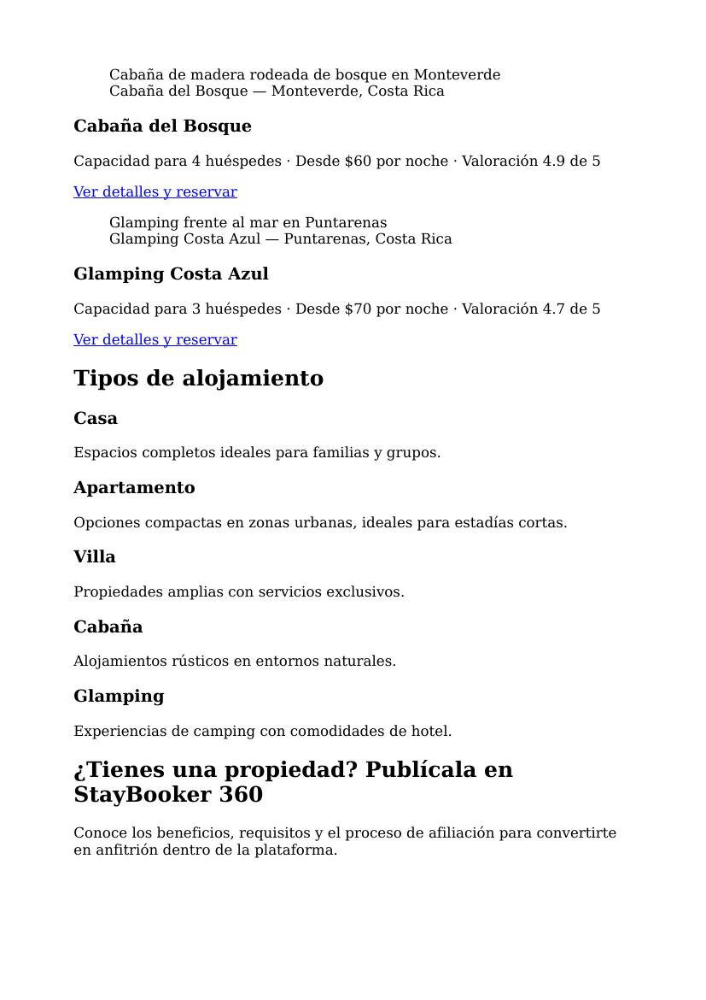 Cabaña de madera rodeada de bosque en Monteverde
Cabaña del Bosque — Monteverde, Costa Rica
Cabaña del Bosque
Capacidad para 4 huéspedes · Desde $60 por noche · Valoración 4.9 de 5
Ver detalles y reservar
Glamping frente al mar en Puntarenas
Glamping Costa Azul — Puntarenas, Costa Rica
Glamping Costa Azul
Capacidad para 3 huéspedes · Desde $70 por noche · Valoración 4.7 de 5
Ver detalles y reservar
Tipos de alojamiento
Casa
Espacios completos ideales para familias y grupos.
Apartamento
Opciones compactas en zonas urbanas, ideales para estadías cortas.
Villa
Propiedades amplias con servicios exclusivos.
Cabaña
Alojamientos rústicos en entornos naturales.
Glamping
Experiencias de camping con comodidades de hotel.
¿Tienes una propiedad? Publícala en
StayBooker 360
Conoce los beneficios, requisitos y el proceso de afiliación para convertirte
en anfitrión dentro de la plataforma.